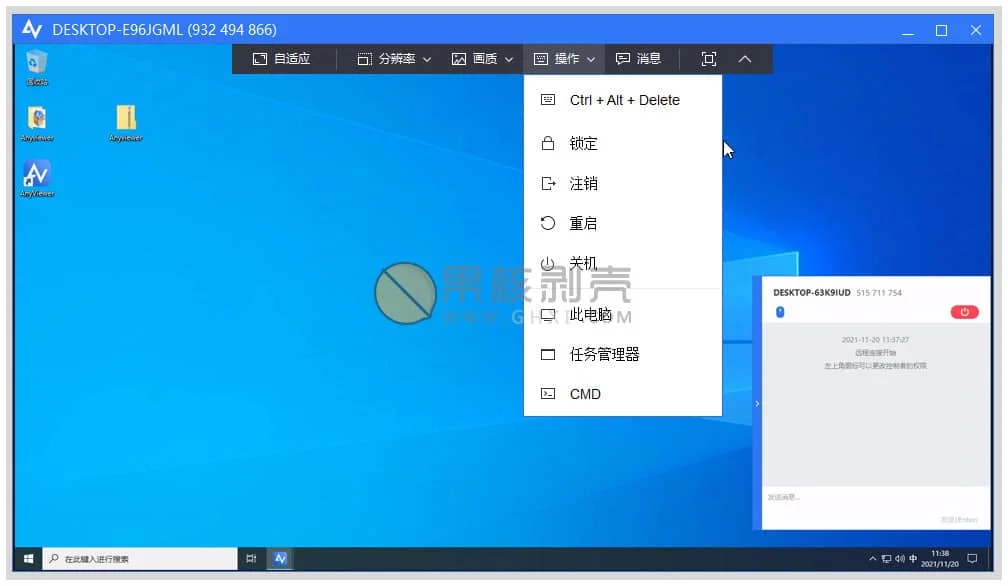 DESKTOP-E96JGML (932 494 866)
自适应 分辨率 画质 操作 消息
回收站
Anyviewer
Anyviewer
AnyViewer
Ctrl + Alt + Delete
锁定
注销
重启
关机
此电脑
任务管理器
CMD
果核剥壳
WWW.GHXI.COM
DESKTOP-63K9IUD 515 711 754
2021-11-20 11:37:27
远程连接开始
左上角图标可以更改控制者的权限
发送消息...
发送(Enter)
在此键入进行搜索
中
11:38
2021/11/20